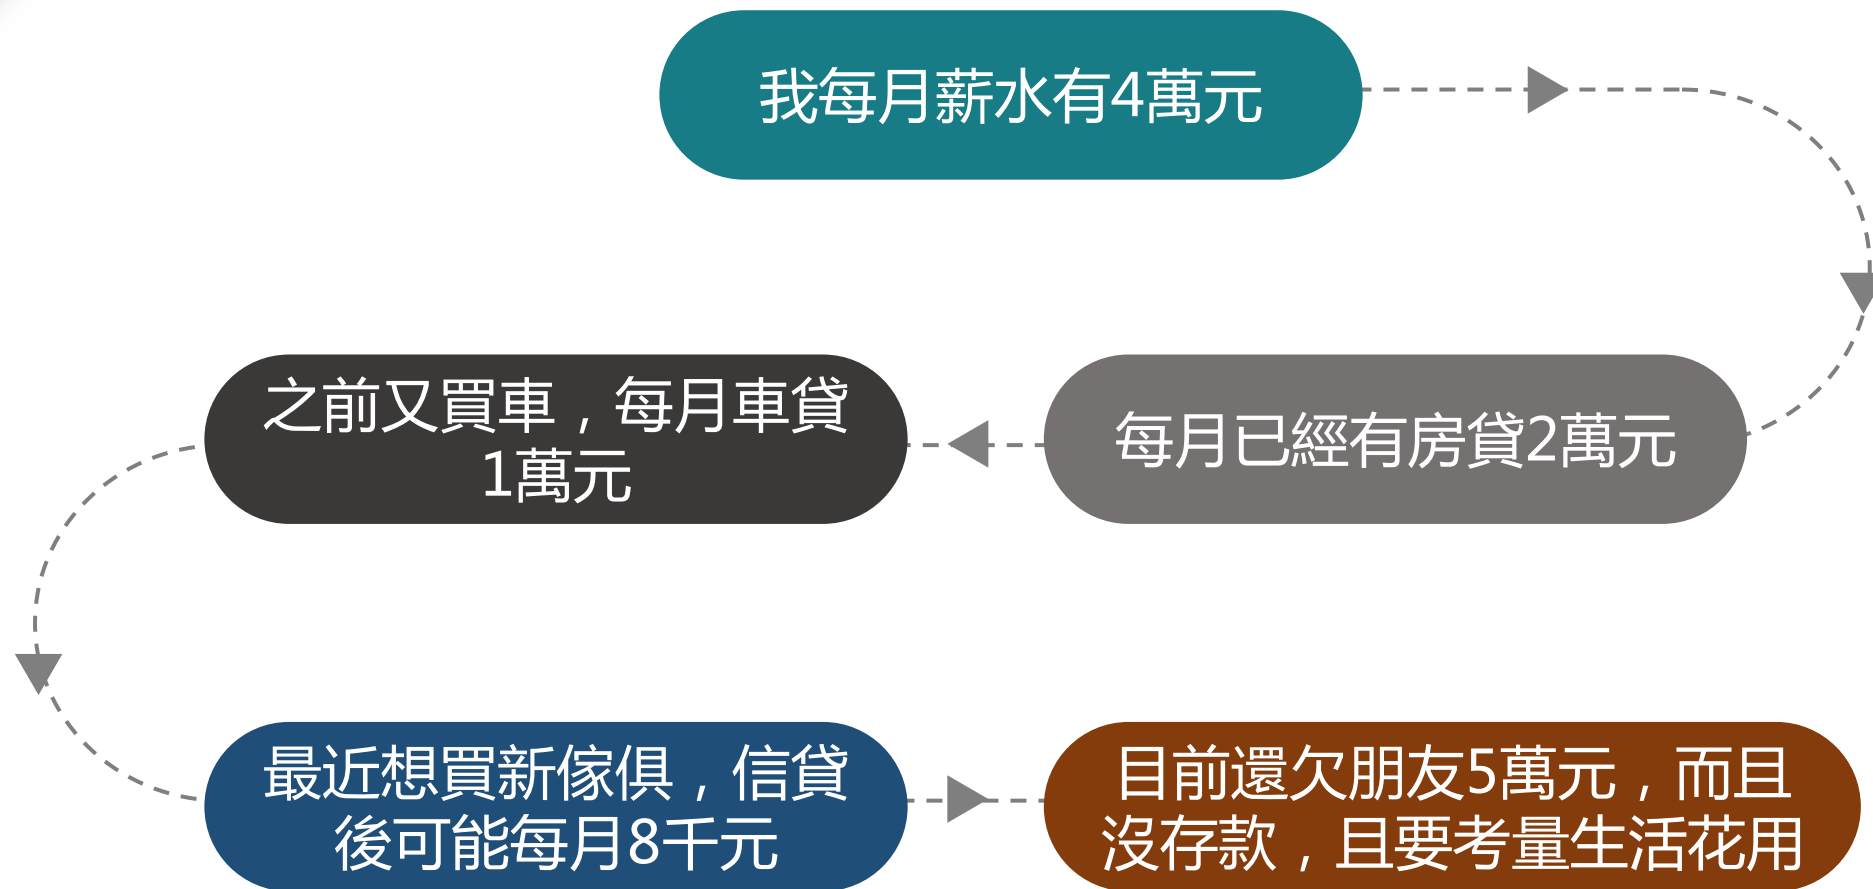 我每月薪水有4萬元
每月已經有房貸2萬元
之前又買車，每月車貸
1萬元
最近想買新傢俱，信貸
後可能每月8千元
目前還欠朋友5萬元，而且
沒存款，且要考量生活花用